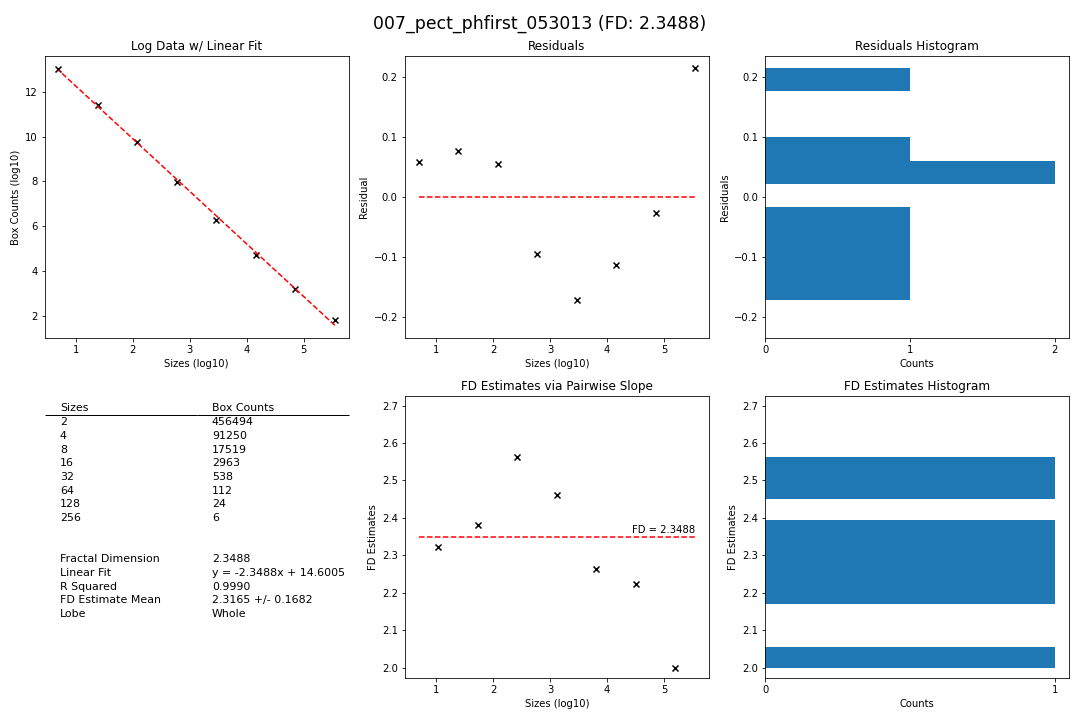 007_pect_phfirst_053013 (FD: 2.3488)
Log Data w/ Linear Fit
12
10
8
6
4
2
Box Counts (log10)
1 2 3 4 5
Sizes (log10)
Residuals
0.2
0.1
0.0
−0.1
−0.2
Residual
1 2 3 4 5
Sizes (log10)
Residuals Histogram
0.2
0.1
0.0
−0.1
−0.2
Residuals
0 1 2
Counts
Sizes Box Counts
2 456494
4 91250
8 17519
16 2963
32 538
64 112
128 24
256 6
Fractal Dimension 2.3488
Linear Fit y = -2.3488x + 14.6005
R Squared 0.9990
FD Estimate Mean 2.3165 +/- 0.1682
Lobe Whole
FD Estimates via Pairwise Slope
2.7
2.6
2.5
2.4
2.3
2.2
2.1
2.0
FD Estimates
FD = 2.3488
1 2 3 4 5
Sizes (log10)
FD Estimates Histogram
2.7
2.6
2.5
2.4
2.3
2.2
2.1
2.0
FD Estimates
0 1
Counts